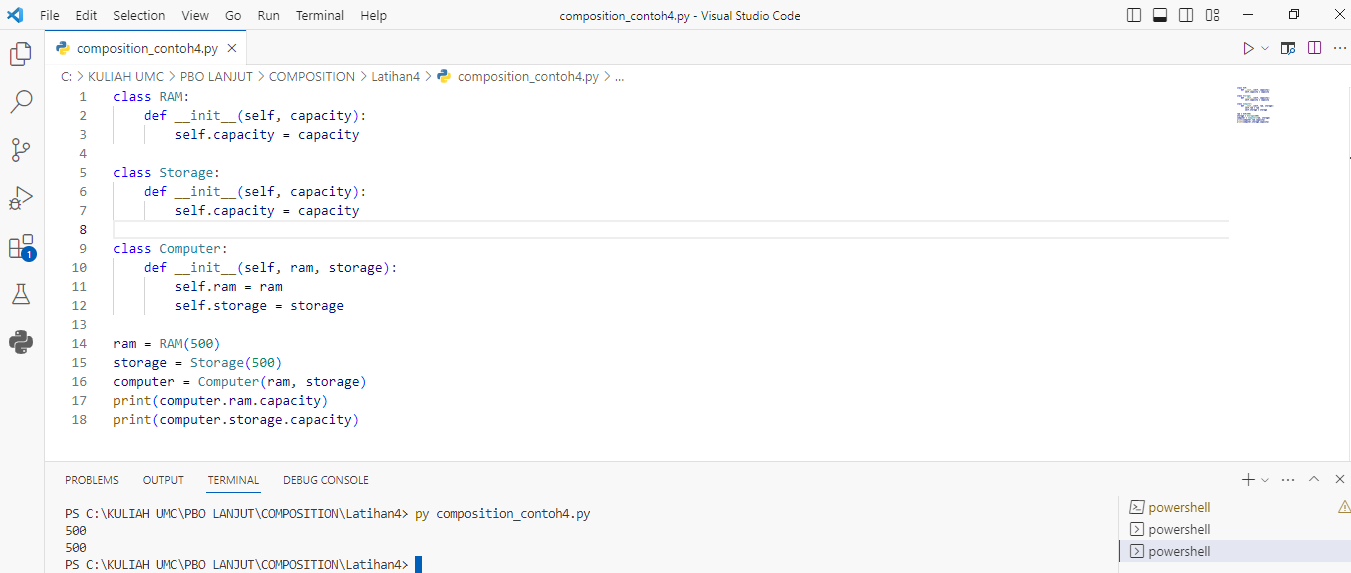 File Edit Selection View Go Run Terminal Help composition_contoh4.py - Visual Studio Code
composition_contoh4.py
C: > KULIAH UMC > PBO LANJUT > COMPOSITION > Latihan4 > composition_contoh4.py > ...
1 class RAM:
2     def __init__(self, capacity):
3         self.capacity = capacity
4
5 class Storage:
6     def __init__(self, capacity):
7         self.capacity = capacity
8
9 class Computer:
10     def __init__(self, ram, storage):
11         self.ram = ram
12         self.storage = storage
13
14 ram = RAM(500)
15 storage = Storage(500)
16 computer = Computer(ram, storage)
17 print(computer.ram.capacity)
18 print(computer.storage.capacity)
1
PROBLEMS OUTPUT TERMINAL DEBUG CONSOLE
PS C:\KULIAH UMC\PBO LANJUT\COMPOSITION\Latihan4> py composition_contoh4.py
500
500
PS C:\KULIAH UMC\PBO LANJUT\COMPOSITION\Latihan4>
powershell
powershell
powershell